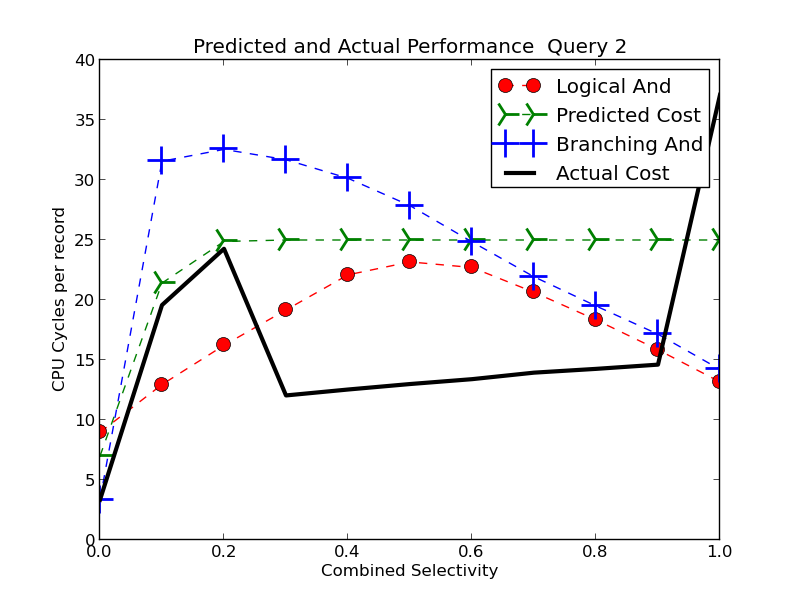 Predicted and Actual Performance  Query 2
40
35
30
25
20
15
10
5
0
CPU Cycles per record
Logical And
Predicted Cost
Branching And
Actual Cost
0.0 0.2 0.4 0.6 0.8 1.0
Combined Selectivity